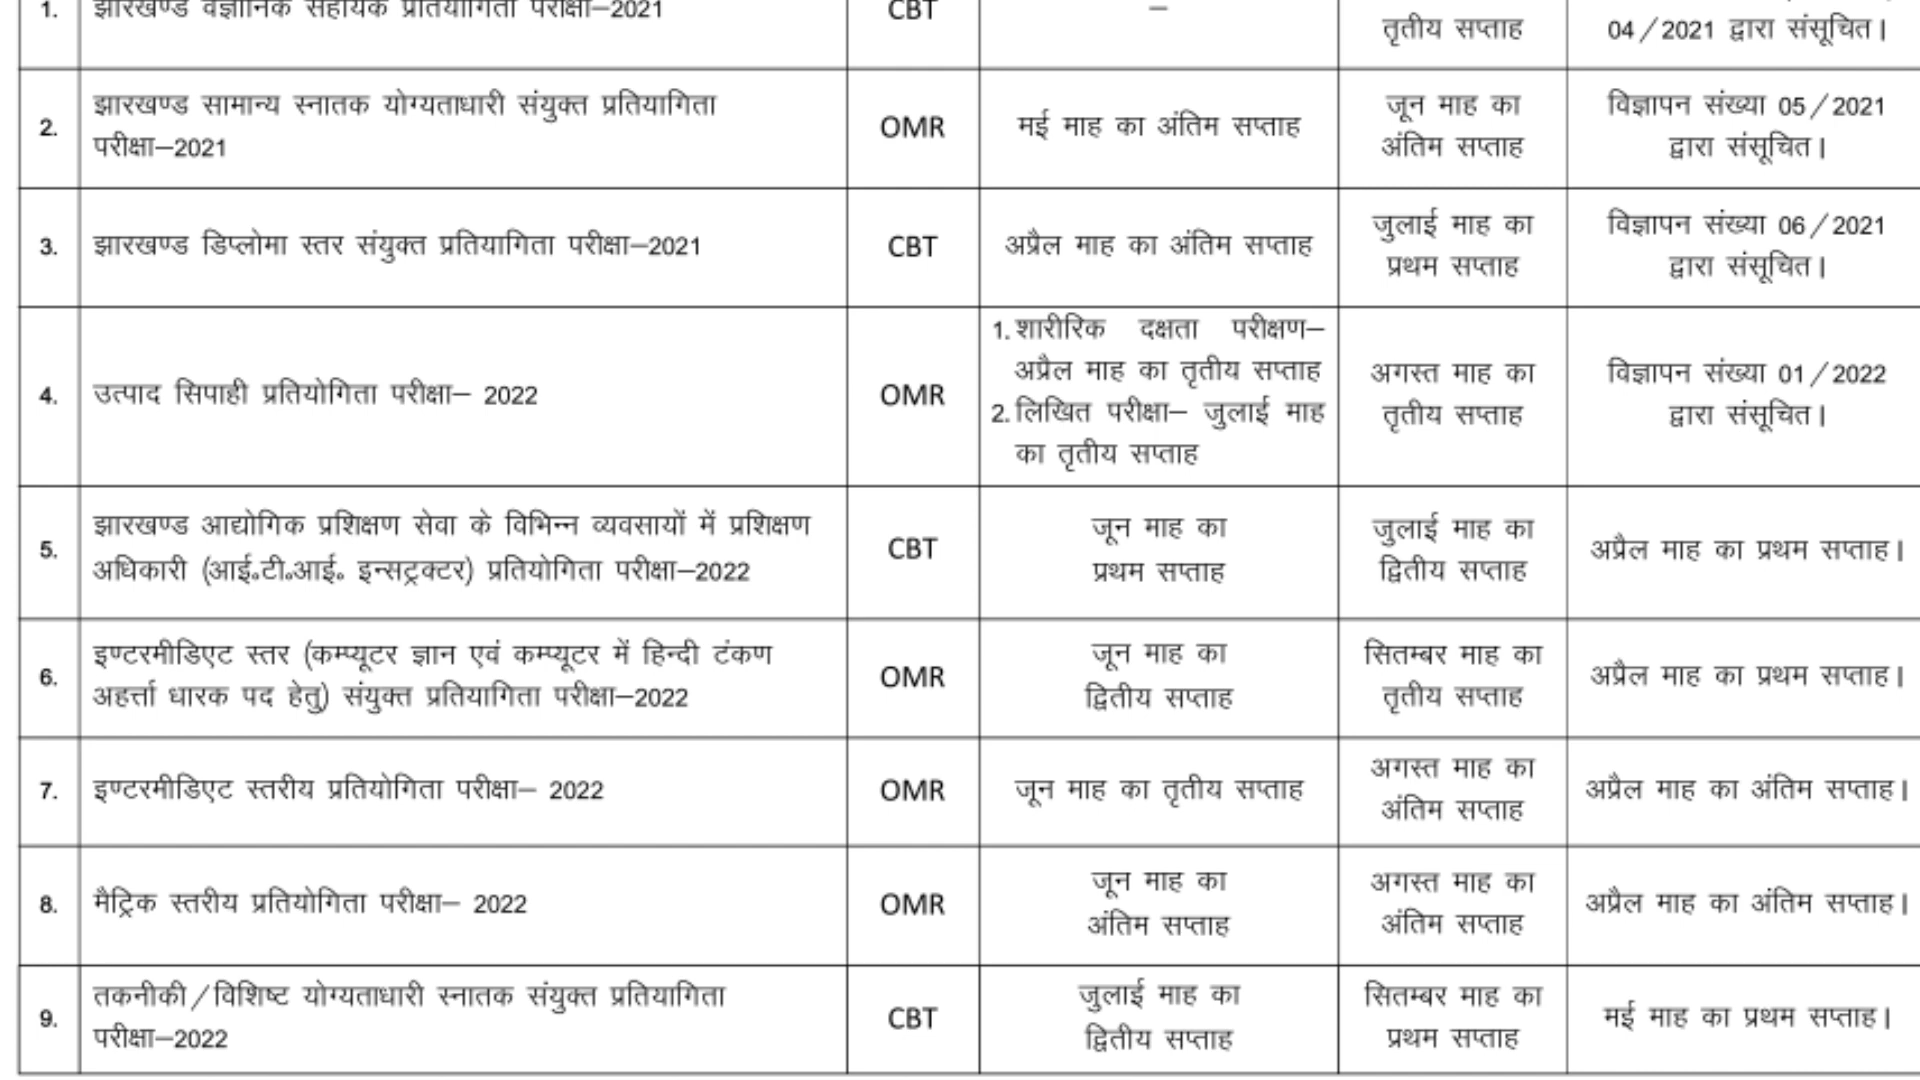 1.
झारखण्ड वैज्ञानिक सहायक प्रतियोगिता परीक्षा–2021
CBT
–
तृतीय सप्ताह
04/2021 द्वारा संसूचित।
2.
झारखण्ड सामान्य स्नातक योग्यताधारी संयुक्त प्रतियागिता
परीक्षा–2021
OMR
मई माह का अंतिम सप्ताह
जून माह का
अंतिम सप्ताह
विज्ञापन संख्या 05/2021
द्वारा संसूचित।
3.
झारखण्ड डिप्लोमा स्तर संयुक्त प्रतियागिता परीक्षा–2021
CBT
अप्रैल माह का अंतिम सप्ताह
जुलाई माह का
प्रथम सप्ताह
विज्ञापन संख्या 06/2021
द्वारा संसूचित।
4.
उत्पाद सिपाही प्रतियोगिता परीक्षा– 2022
OMR
1. शारीरिक दक्षता परीक्षण–
अप्रैल माह का तृतीय सप्ताह
2. लिखित परीक्षा– जुलाई माह
का तृतीय सप्ताह
अगस्त माह का
तृतीय सप्ताह
विज्ञापन संख्या 01/2022
द्वारा संसूचित।
5.
झारखण्ड आद्योगिक प्रशिक्षण सेवा के विभिन्न व्यवसायों में प्रशिक्षण
अधिकारी (आई॰टी॰आई॰ इन्सट्रक्टर) प्रतियोगिता परीक्षा–2022
CBT
जून माह का
प्रथम सप्ताह
जुलाई माह का
द्वितीय सप्ताह
अप्रैल माह का प्रथम सप्ताह।
6.
इण्टरमीडिएट स्तर (कम्प्यूटर ज्ञान एवं कम्प्यूटर में हिन्दी टंकण
अहर्त्ता धारक पद हेतु) संयुक्त प्रतियागिता परीक्षा–2022
OMR
जून माह का
द्वितीय सप्ताह
सितम्बर माह का
तृतीय सप्ताह
अप्रैल माह का प्रथम सप्ताह।
7.
इण्टरमीडिएट स्तरीय प्रतियोगिता परीक्षा– 2022
OMR
जून माह का तृतीय सप्ताह
अगस्त माह का
अंतिम सप्ताह
अप्रैल माह का अंतिम सप्ताह।
8.
मैट्रिक स्तरीय प्रतियोगिता परीक्षा– 2022
OMR
जून माह का
अंतिम सप्ताह
अगस्त माह का
अंतिम सप्ताह
अप्रैल माह का अंतिम सप्ताह।
9.
तकनीकी/विशिष्ट योग्यताधारी स्नातक संयुक्त प्रतियागिता
परीक्षा–2022
CBT
जुलाई माह का
द्वितीय सप्ताह
सितम्बर माह का
प्रथम सप्ताह
मई माह का प्रथम सप्ताह।